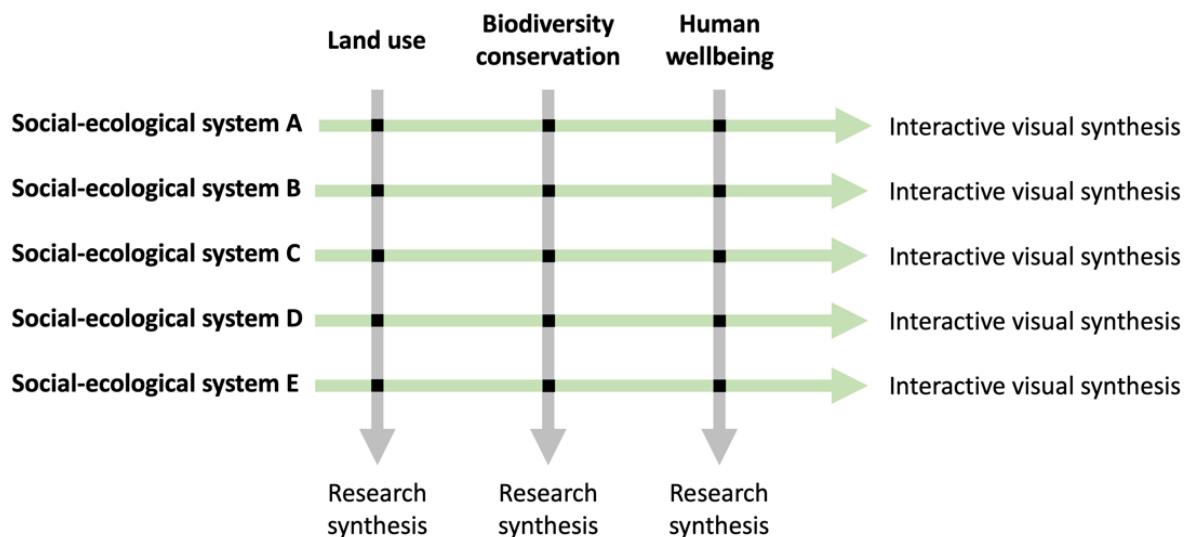 Land use
Biodiversity
conservation
Human
wellbeing
Social-ecological system A
Interactive visual synthesis
Social-ecological system B
Interactive visual synthesis
Social-ecological system C
Interactive visual synthesis
Social-ecological system D
Interactive visual synthesis
Social-ecological system E
Interactive visual synthesis
Research
synthesis
Research
synthesis
Research
synthesis